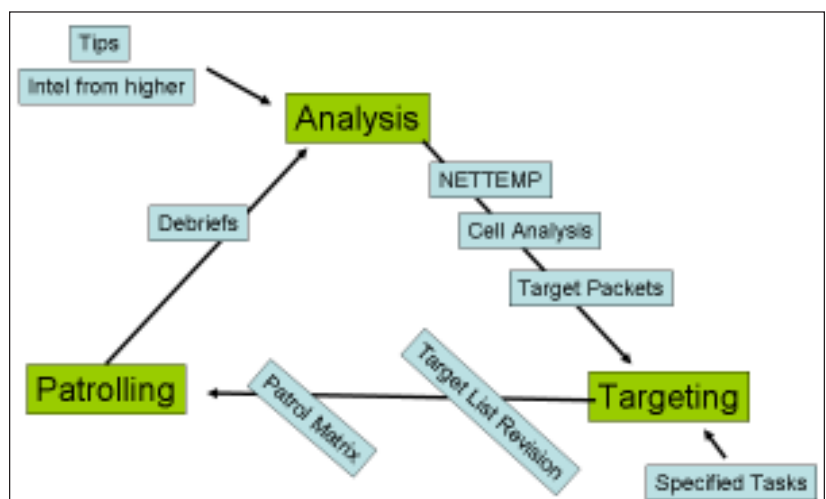 Tips
Intel from higher
Analysis
NETTEMP
Cell Analysis
Target Packets
Debriefs
Patrolling
Patrol Matrix
Target List Revision
Targeting
Specified Tasks